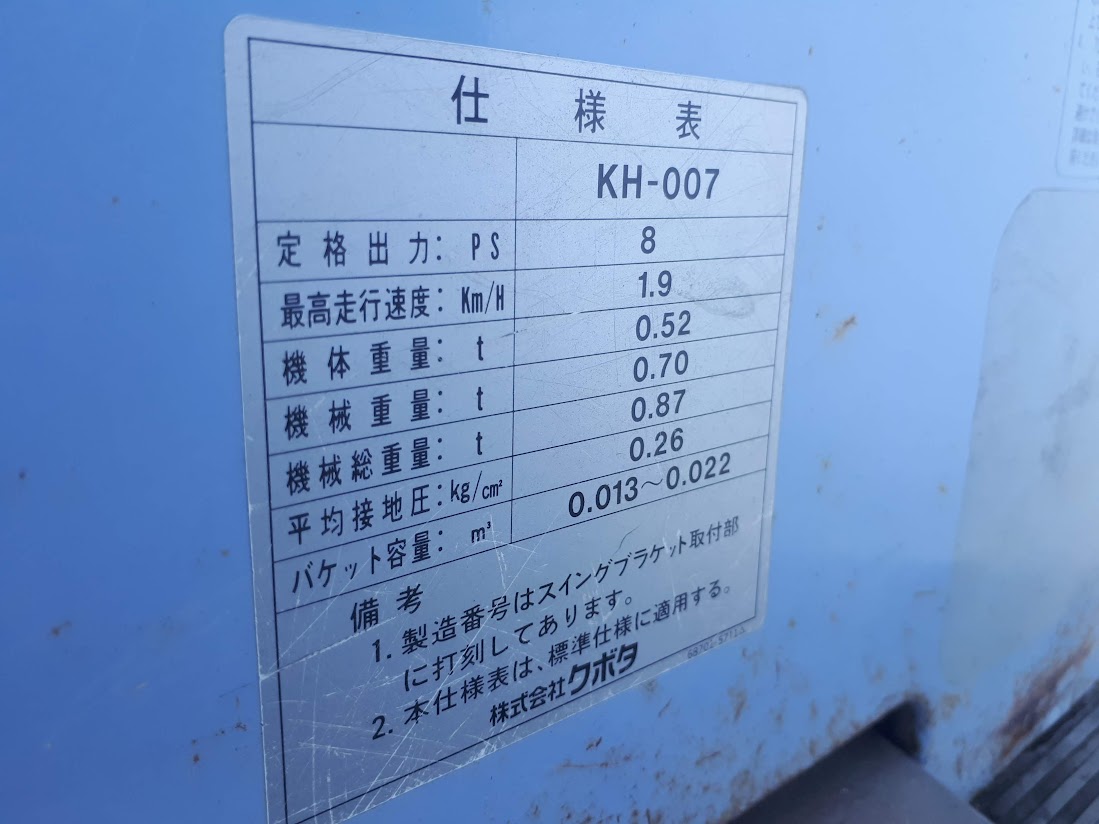 仕様表
KH-007
定格出力: PS 8
最高走行速度: Km/H 1.9
機体重量: t 0.52
機械重量: t 0.70
機械総重量: t 0.87
平均接地圧: kg/cm² 0.26
バケット容量: m³ 0.013〜0.022
備考
1. 製造番号はスイングブラケット取付部
に打刻してあります。
2. 本仕様表は、標準仕様に適用する。
株式会社クボタ